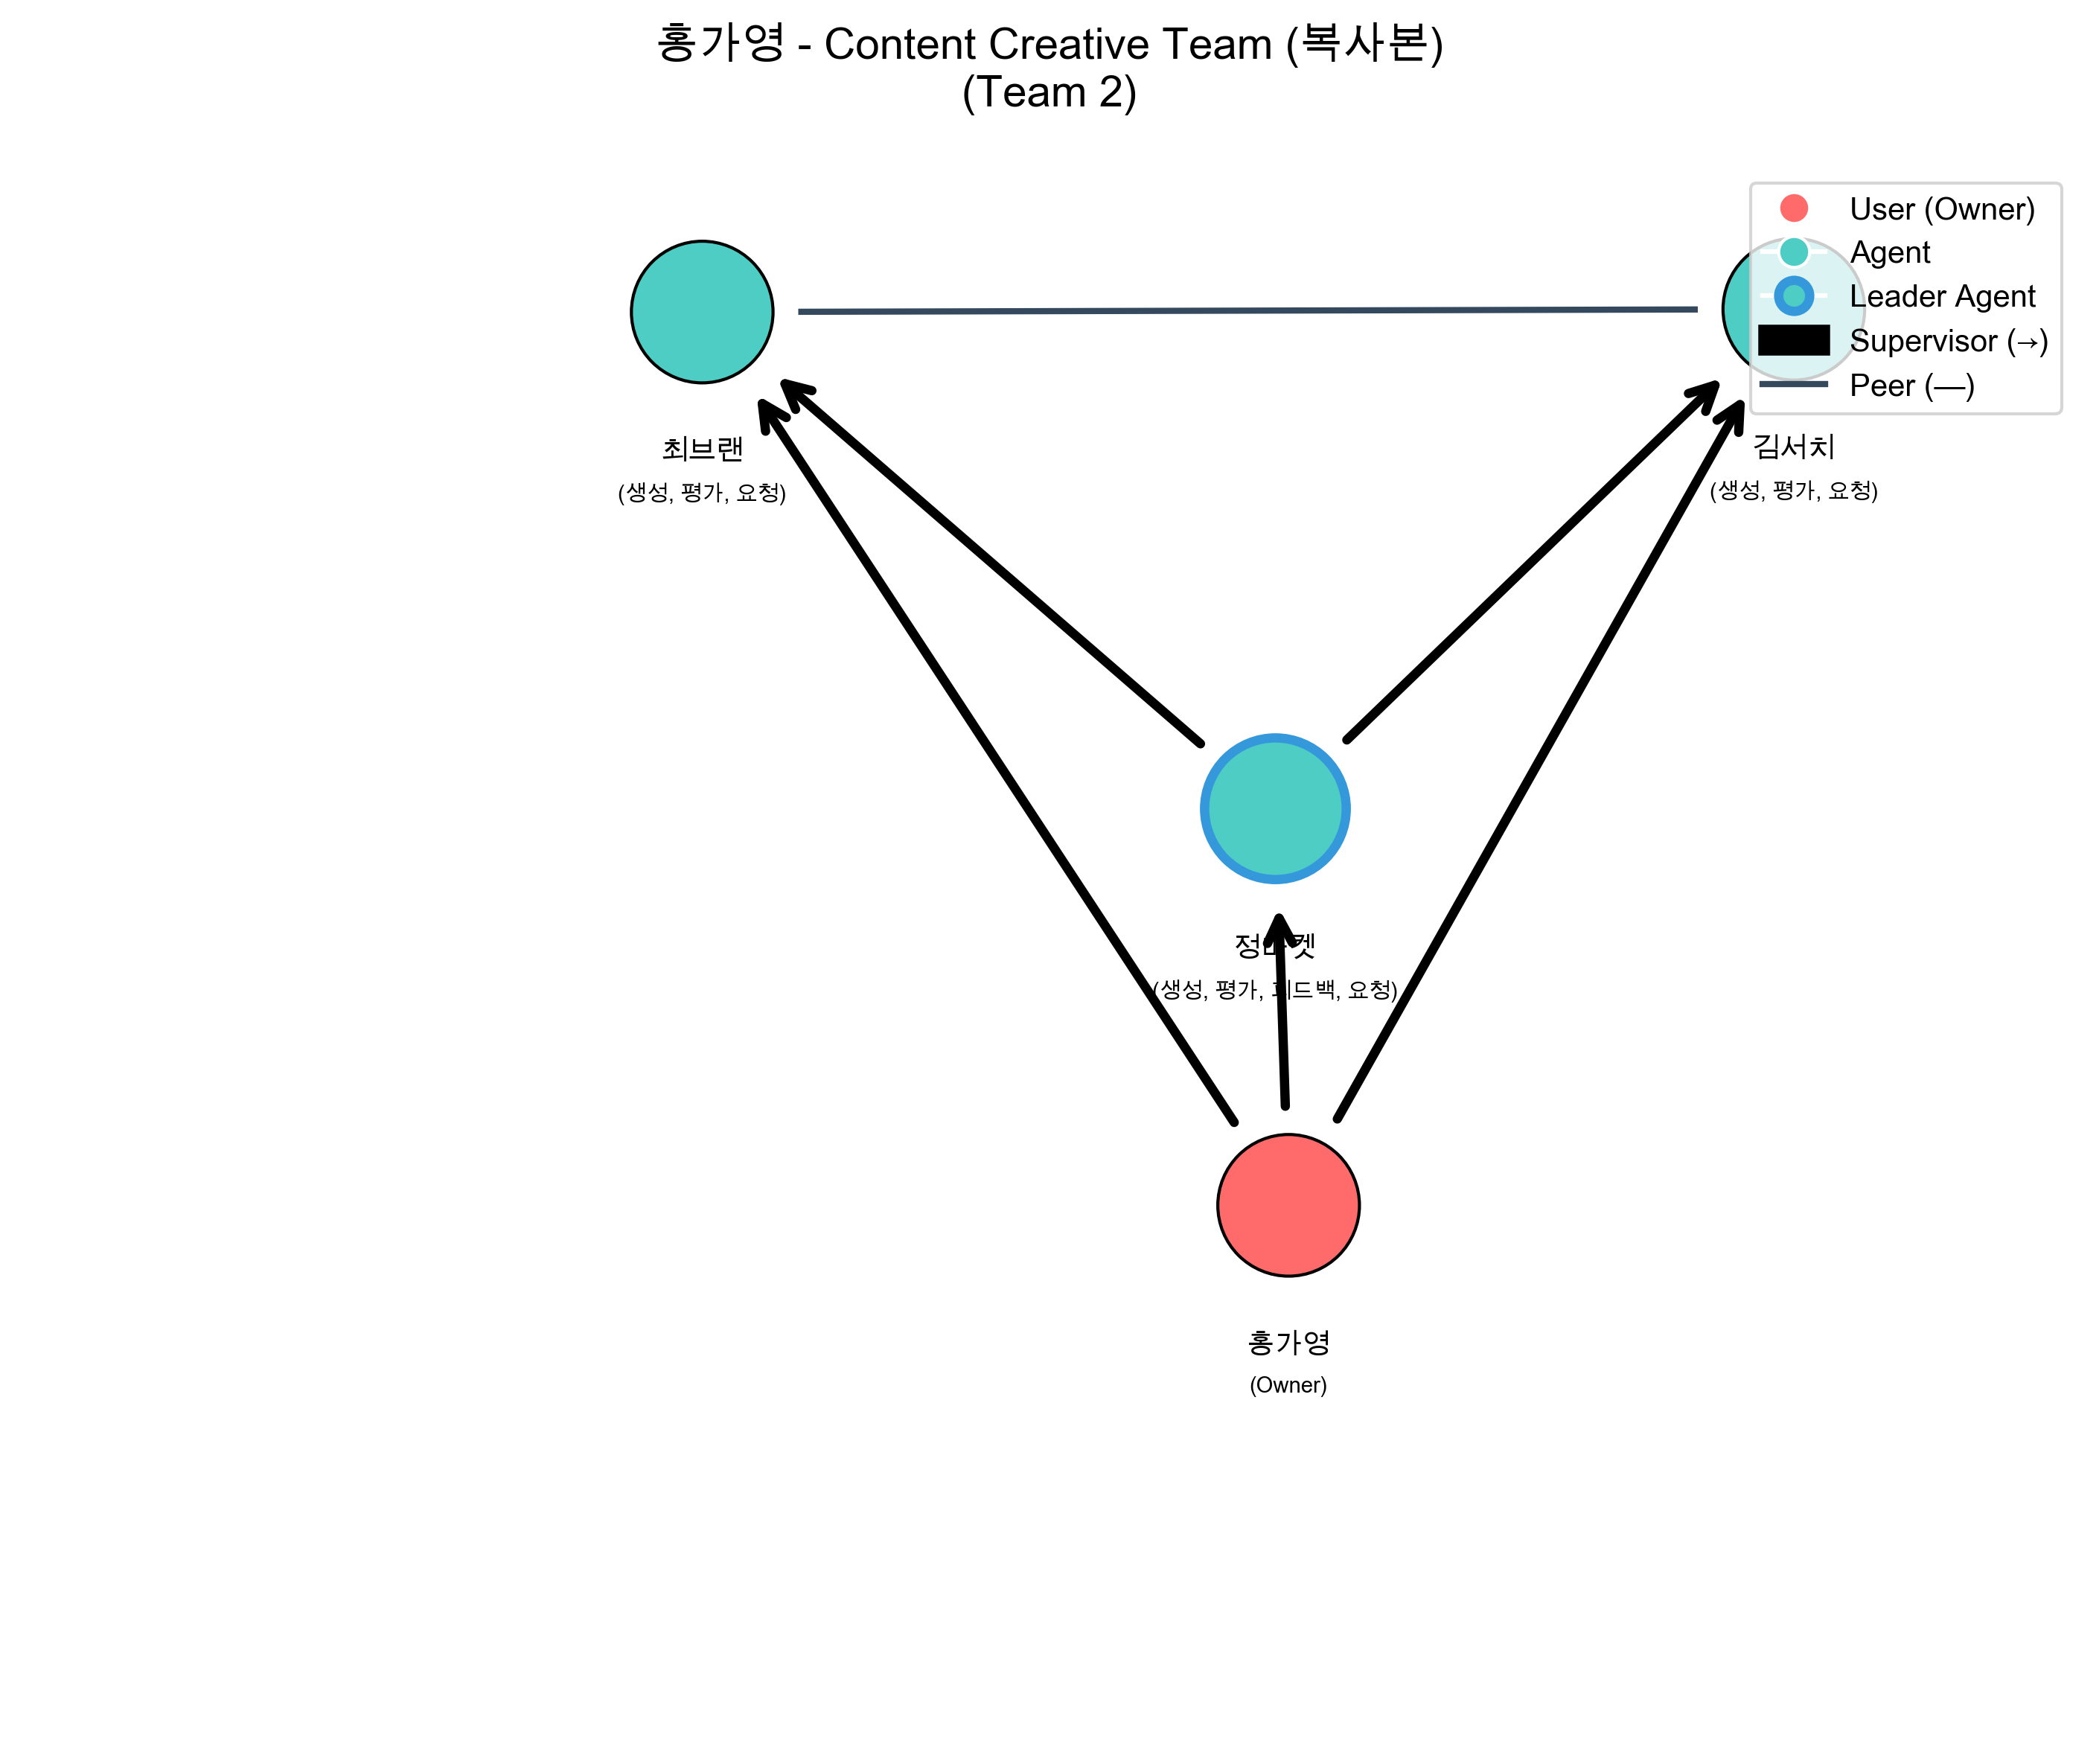 홍가영 - Content Creative Team (복사본)
(Team 2)
User (Owner)
Agent
Leader Agent
Supervisor (→)
Peer (—)
최브랜
(생성, 평가, 요청)
김서치
(생성, 평가, 요청)
정마켓
(생성, 평가, 피드백, 요청)
홍가영
(Owner)